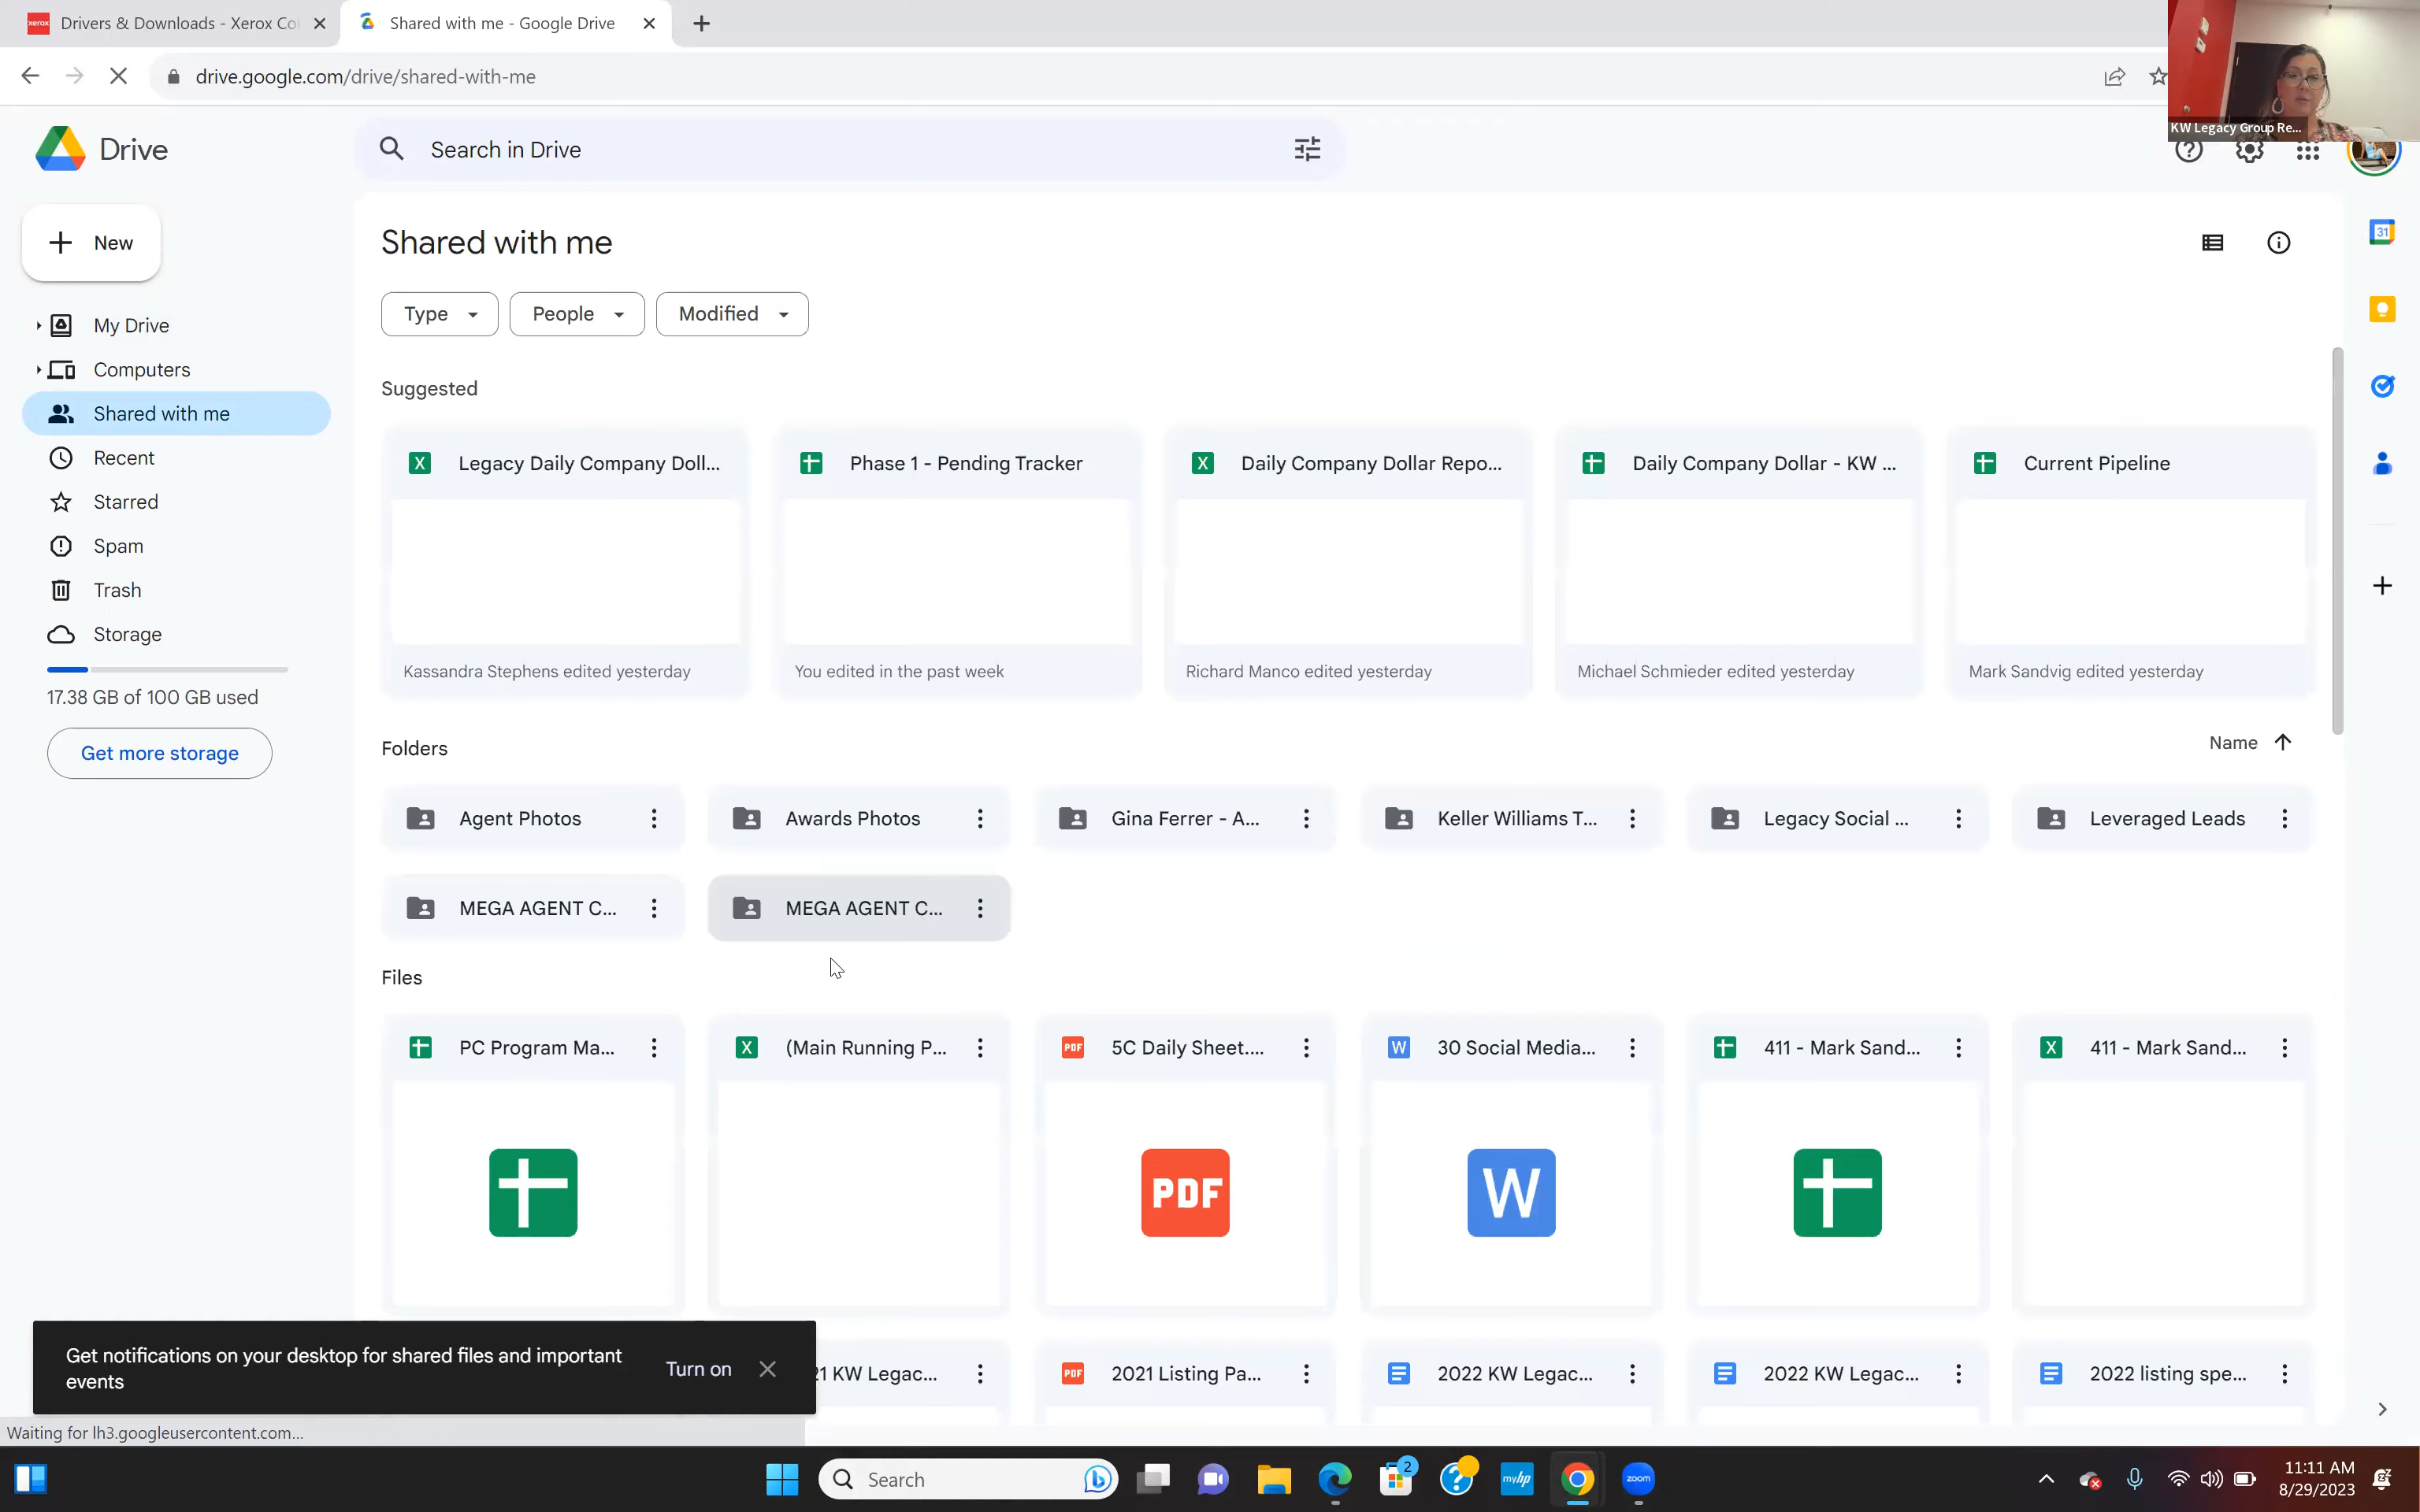 Drivers & Downloads - Xerox Co
Shared with me - Google Drive
drive.google.com/drive/shared-with-me
KW Legacy Group Re...
Drive
Search in Drive
New
My Drive
Computers
Shared with me
Recent
Starred
Spam
Trash
Storage
17.38 GB of 100 GB used
Get more storage
Shared with me
Type
People
Modified
Suggested
Legacy Daily Company Doll...
Phase 1 - Pending Tracker
Daily Company Dollar Repo...
Daily Company Dollar - KW ...
Current Pipeline
Kassandra Stephens edited yesterday
You edited in the past week
Richard Manco edited yesterday
Michael Schmieder edited yesterday
Mark Sandvig edited yesterday
Folders
Name
Agent Photos
Awards Photos
Gina Ferrer - A...
Keller Williams T...
Legacy Social ...
Leveraged Leads
MEGA AGENT C...
MEGA AGENT C...
Files
PC Program Ma...
(Main Running P...
5C Daily Sheet....
30 Social Media...
411 - Mark Sand...
411 - Mark Sand...
PDF
W
21 KW Legac...
2021 Listing Pa...
2022 KW Legac...
2022 KW Legac...
2022 listing spe...
Get notifications on your desktop for shared files and important
events
Turn on
Waiting for lh3.googleusercontent.com...
Search
2
myhp
zoom
11:11 AM
8/29/2023
31
xerox